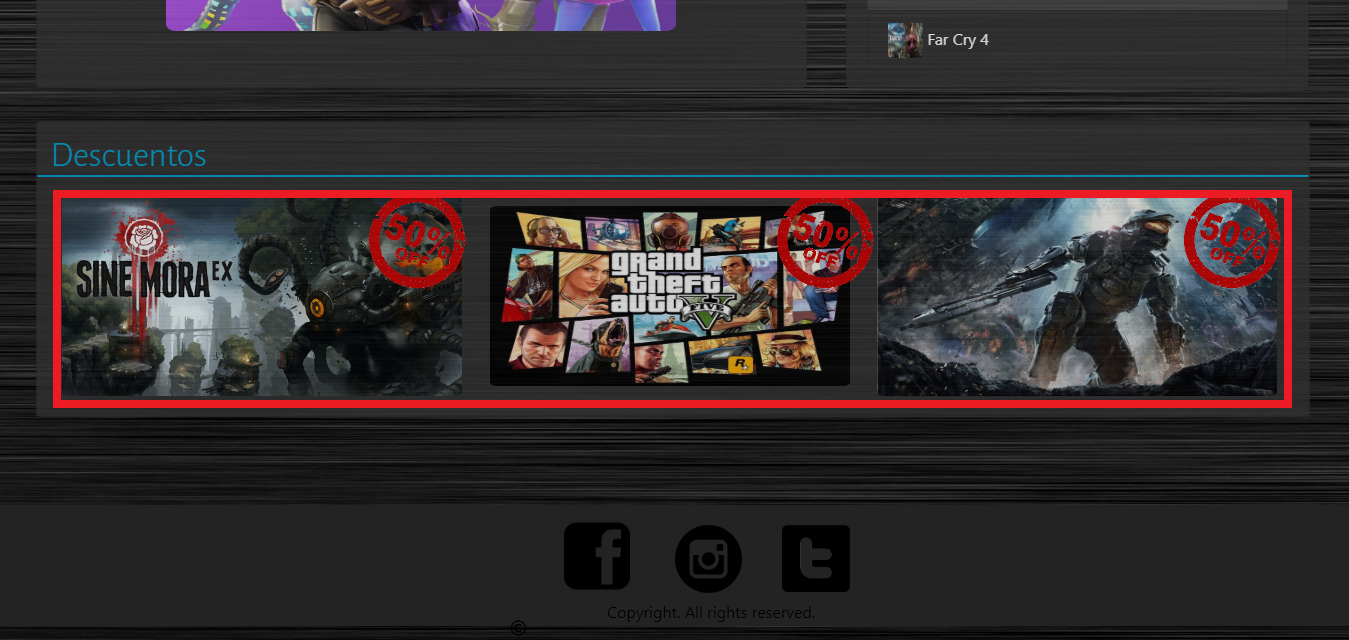 Far Cry 4
Descuentos
SINE MORA EX
50%
OFF
grand
theft
auto
FIVE
R
50%
OFF
50%
OFF
f
t
Copyright. All rights reserved.
©